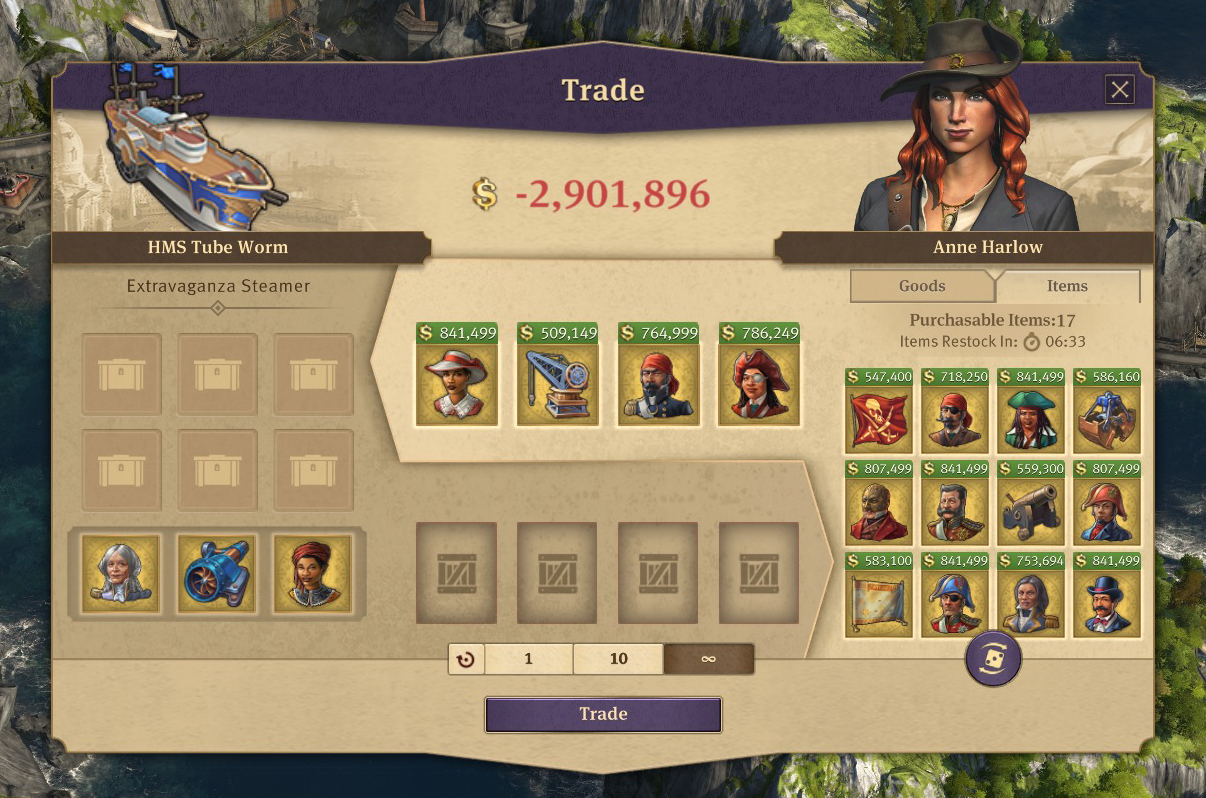 Trade
$ -2,901,896
HMS Tube Worm
Anne Harlow
Extravaganza Steamer
Goods
Items
Purchasable Items:17
Items Restock In: 06:33
$ 841,499
$ 509,149
$ 764,999
$ 786,249
$ 547,400
$ 718,250
$ 841,499
$ 586,160
$ 807,499
$ 841,499
$ 559,300
$ 807,499
$ 583,100
$ 841,499
$ 753,694
$ 841,499
1
10
∞
Trade